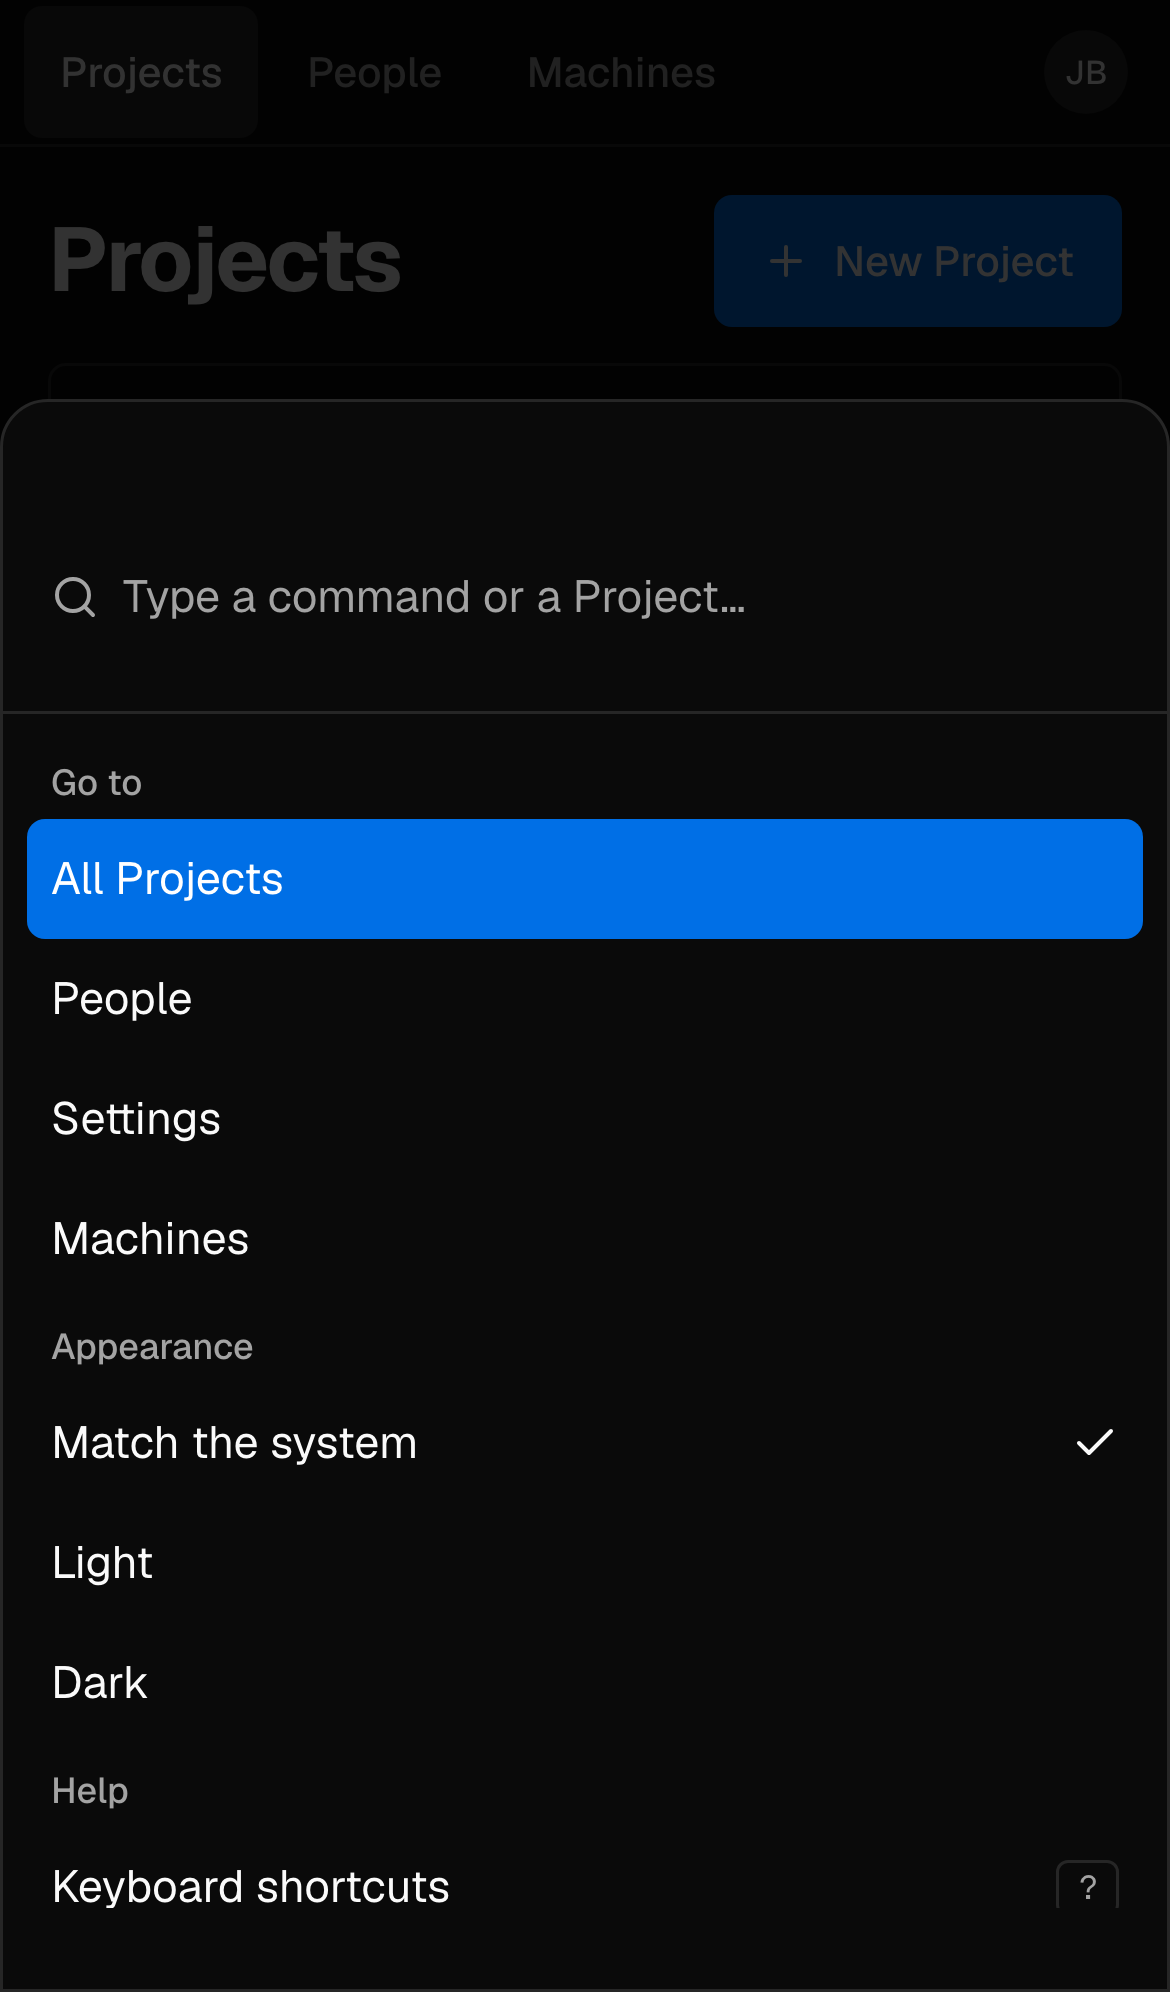 Projects People Machines JB
Projects
+ New Project
Type a command or a Project...
Go to
All Projects
People
Settings
Machines
Appearance
Match the system
Light
Dark
Help
Keyboard shortcuts ?